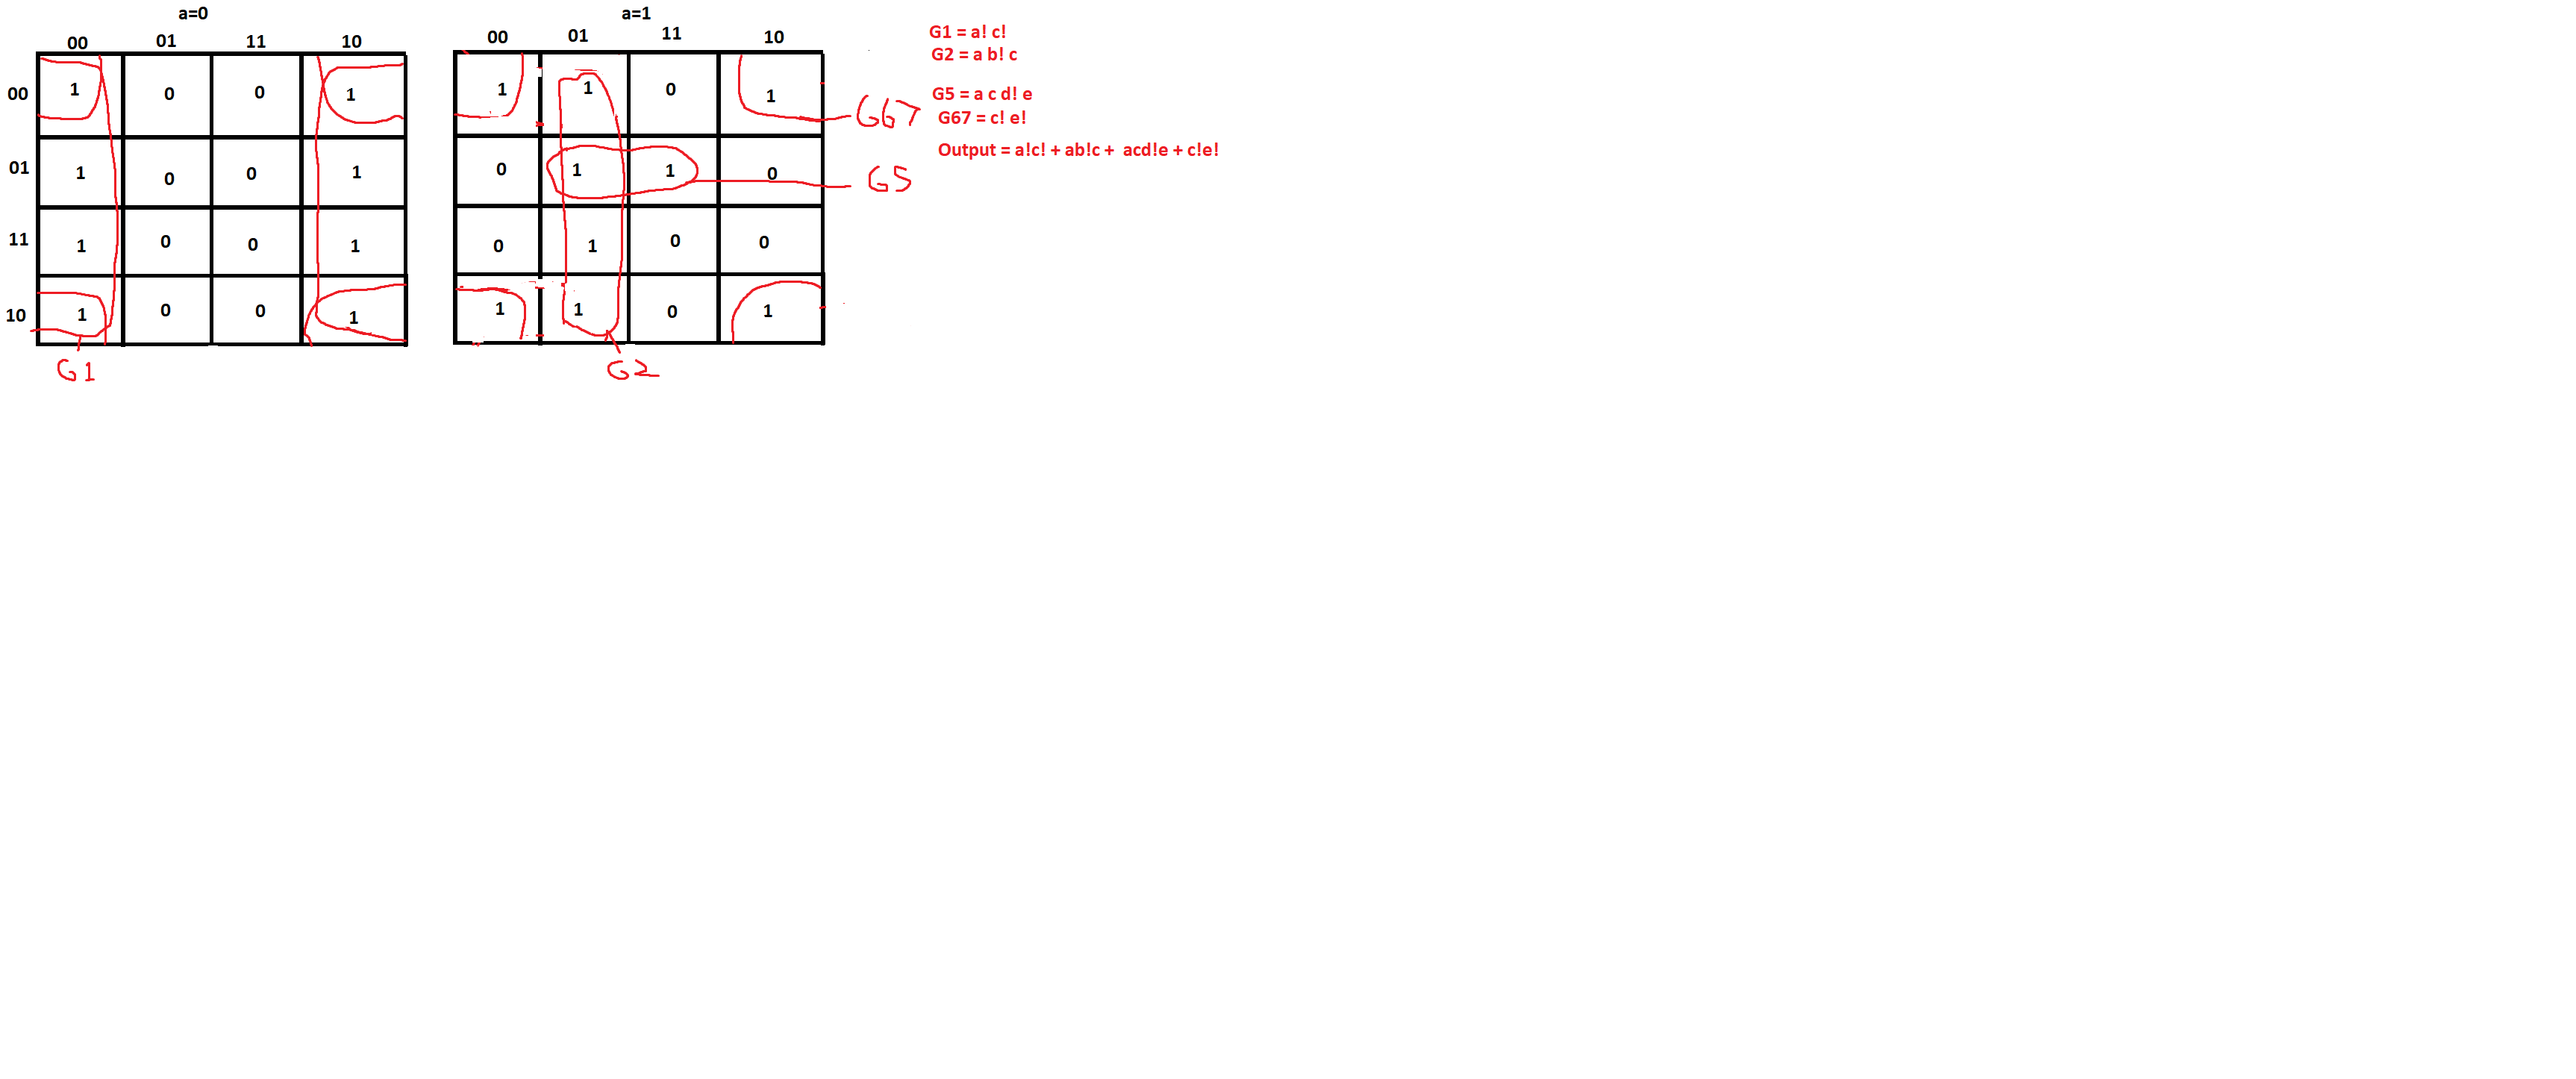 a=0 a=1
00 01 11 10 00 01 11 10
00 1 0 0 1 1 1 0 1
01 1 0 0 1 0 1 1 0
11 1 0 0 1 0 1 0 0
10 1 0 0 1 1 1 0 1
G1 G2
G67
G5
G1 = a! c!
G2 = a b! c
G5 = a c d! e
G67 = c! e!
Output = a!c! + ab!c + acd!e + c!e!